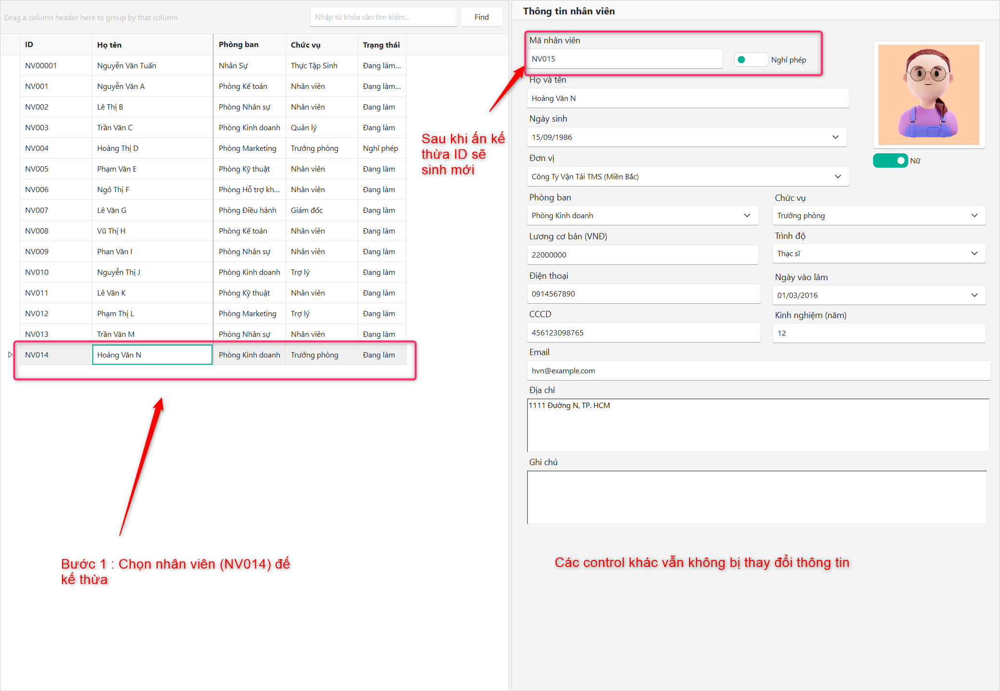 Drag a column header here to group by that column
Nhập từ khóa cần tìm kiếm...
Find
ID Họ tên Phòng ban Chức vụ Trạng thái
NV00001 Nguyễn Văn Tuấn Nhân Sự Thực Tập Sinh Đang làm...
NV001 Nguyễn Văn A Phòng Kế toán Nhân viên Đang làm...
NV002 Lê Thị B Phòng Nhân sự Nhân viên Đang làm
NV003 Trần Văn C Phòng Kinh doanh Quản lý Đang làm
NV004 Hoàng Thị D Phòng Marketing Trưởng phòng Nghỉ phép
NV005 Phạm Văn E Phòng Kỹ thuật Nhân viên Đang làm
NV006 Ngô Thị F Phòng Hỗ trợ kh... Nhân viên Đang làm
NV007 Lê Văn G Phòng Điều hành Giám đốc Đang làm
NV008 Vũ Thị H Phòng Kế toán Nhân viên Đang làm
NV009 Phan Văn I Phòng Nhân sự Nhân viên Đang làm
NV010 Nguyễn Thị J Phòng Kinh doanh Trợ lý Đang làm
NV011 Lê Văn K Phòng Kỹ thuật Nhân viên Đang làm
NV012 Phạm Thị L Phòng Marketing Trợ lý Đang làm
NV013 Trần Văn M Phòng Nhân sự Nhân viên Đang làm
NV014 Hoàng Văn N Phòng Kinh doanh Trưởng phòng Đang làm
Bước 1 : Chọn nhân viên (NV014) để
kế thừa
Sau khi ấn kế
thừa ID sẽ
sinh mới
Thông tin nhân viên
Mã nhân viên
NV015
Nghỉ phép
Họ và tên
Hoàng Văn N
Ngày sinh
15/09/1986
Nữ
Đơn vị
Công Ty Vận Tải TMS (Miền Bắc)
Phòng ban
Phòng Kinh doanh
Chức vụ
Trưởng phòng
Lương cơ bản (VNĐ)
22000000
Trình độ
Thạc sĩ
Điện thoại
0914567890
Ngày vào làm
01/03/2016
CCCD
456123098765
Kinh nghiệm (năm)
12
Email
hvn@example.com
Địa chỉ
1111 Đường N, TP. HCM
Ghi chú
Các control khác vẫn không bị thay đổi thông tin